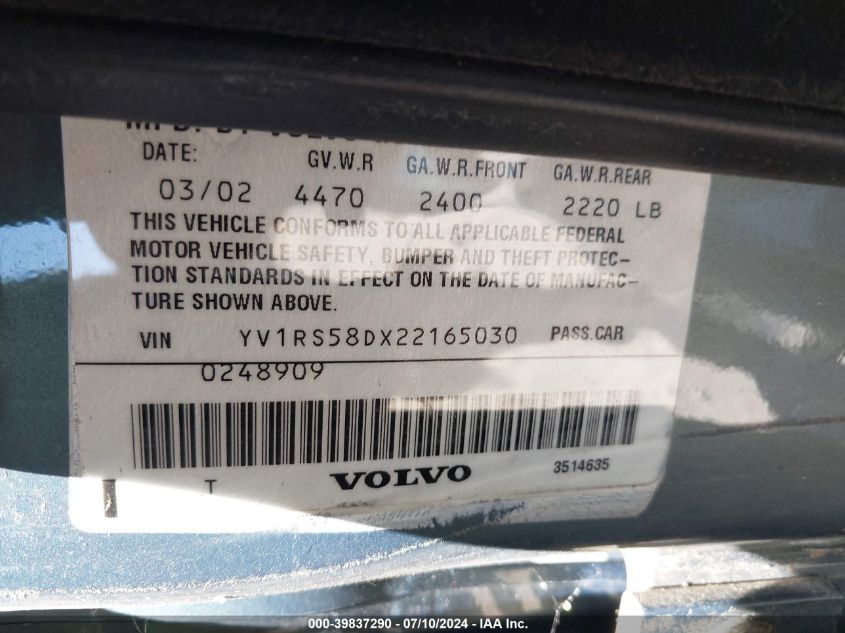 DATE: GV.W.R GA.W.R.FRONT GA.W.R.REAR
03/02 4470 2400 2220 LB
THIS VEHICLE CONFORMS TO ALL APPLICABLE FEDERAL
MOTOR VEHICLE SAFETY, BUMPER AND THEFT PROTEC-
TION STANDARDS IN EFFECT ON THE DATE OF MANUFAC-
TURE SHOWN ABOVE.
VIN YV1RS58DX22165030 PASS.CAR
0248909
T VOLVO 3514635
000-39837290 - 07/10/2024 - IAA Inc.